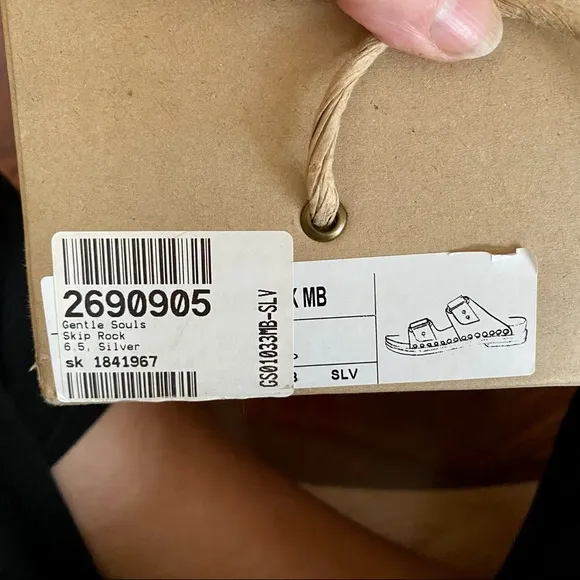 2690905
Gentle Souls
Skip Rock
6.5, Silver
sk 1841967
GS01033MB-SLV
MB
SLV